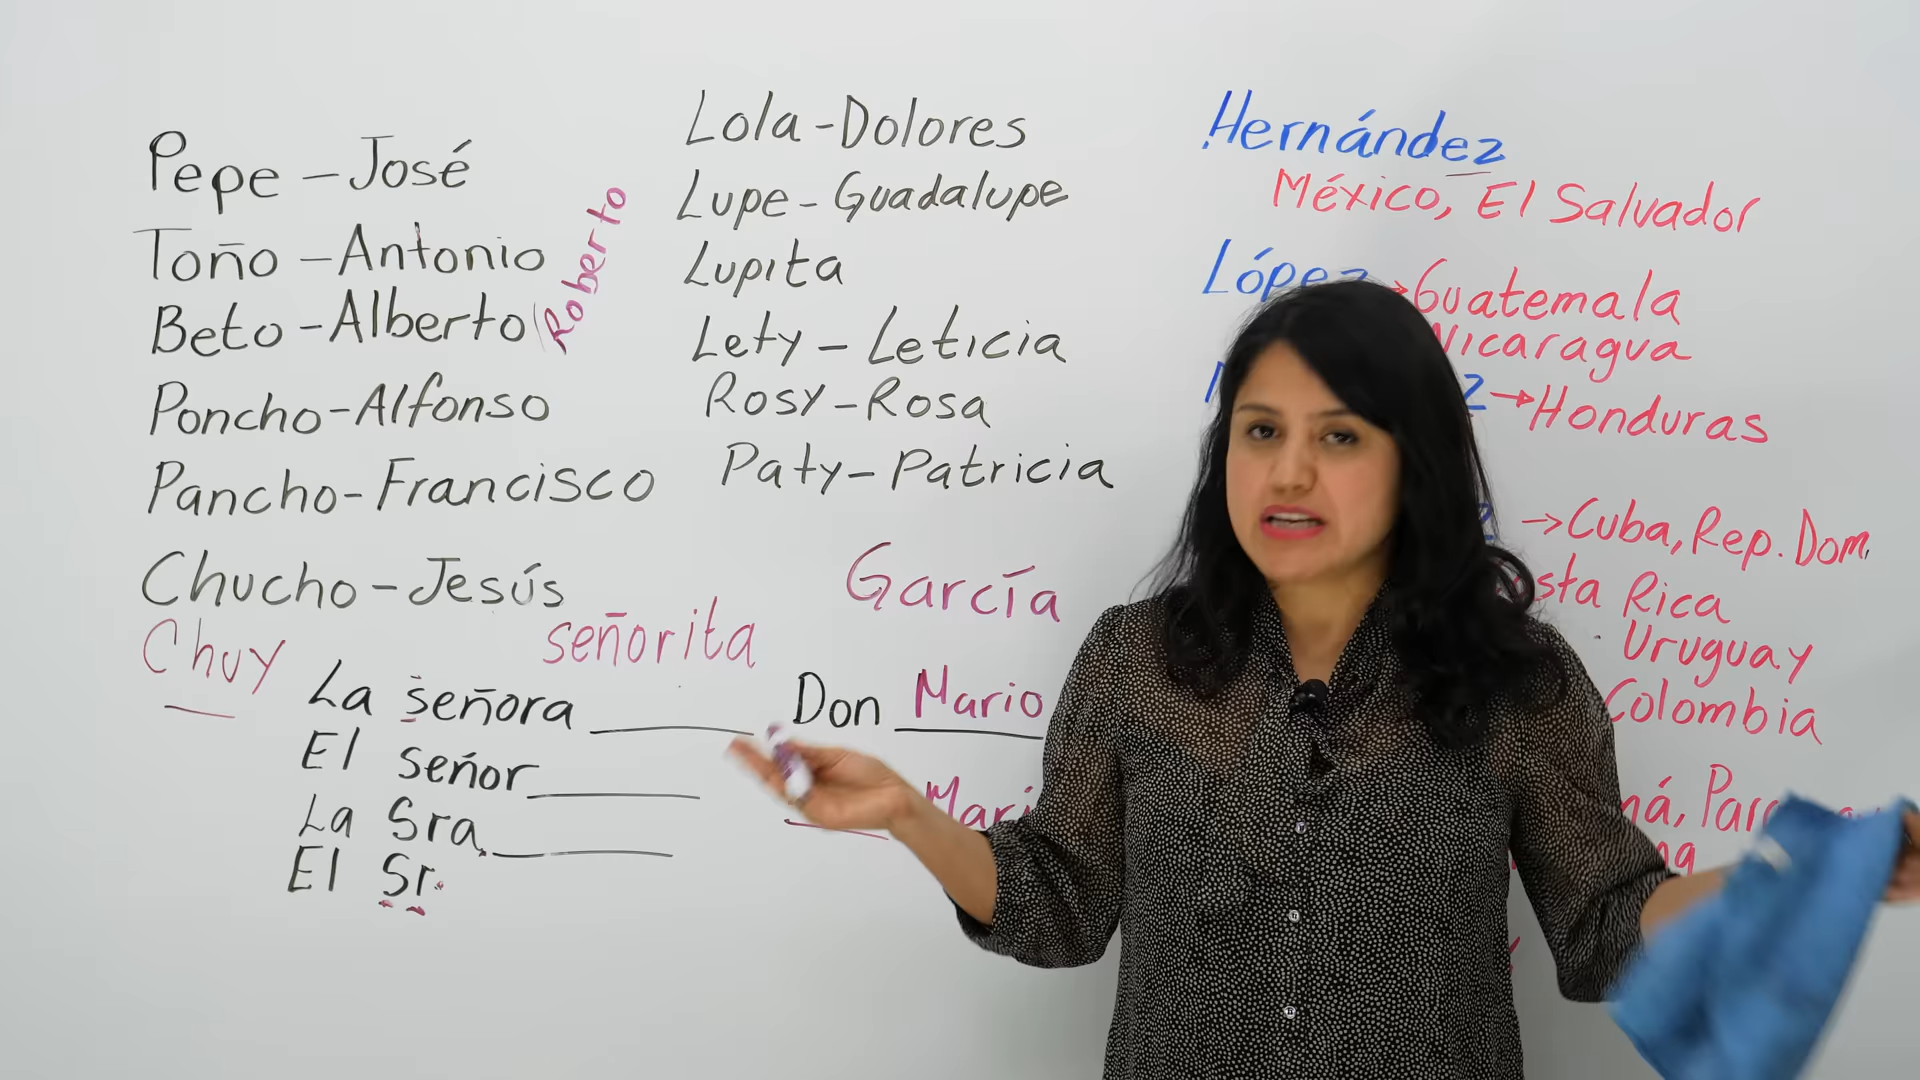 Pepe - José
Toño - Antonio
Beto - Alberto
Roberto
Poncho - Alfonso
Pancho - Francisco
Chucho - Jesús
Chuy
señorita
La señora
El señor
La Sra.
El Sr.
Lola - Dolores
Lupe - Guadalupe
Lupita
Lety - Leticia
Rosy - Rosa
Paty - Patricia
García
Don Mario
Hernández
México, El Salvador
López → Guatemala
Nicaragua
→ Honduras
→ Cuba, Rep. Dom.
Rica
Uruguay
Colombia